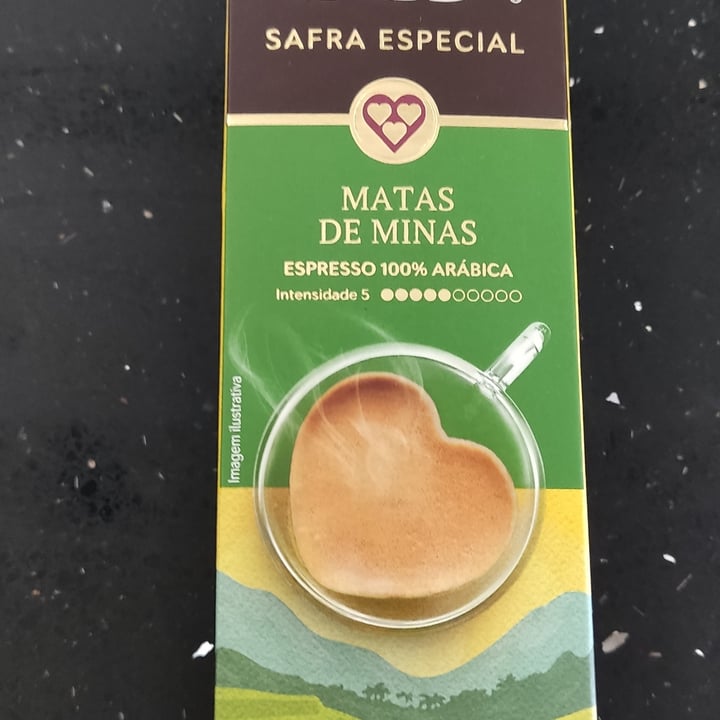 SAFRA ESPECIAL
MATAS
DE MINAS
ESPRESSO 100% ARÁBICA
Intensidade 5
Imagem ilustrativa